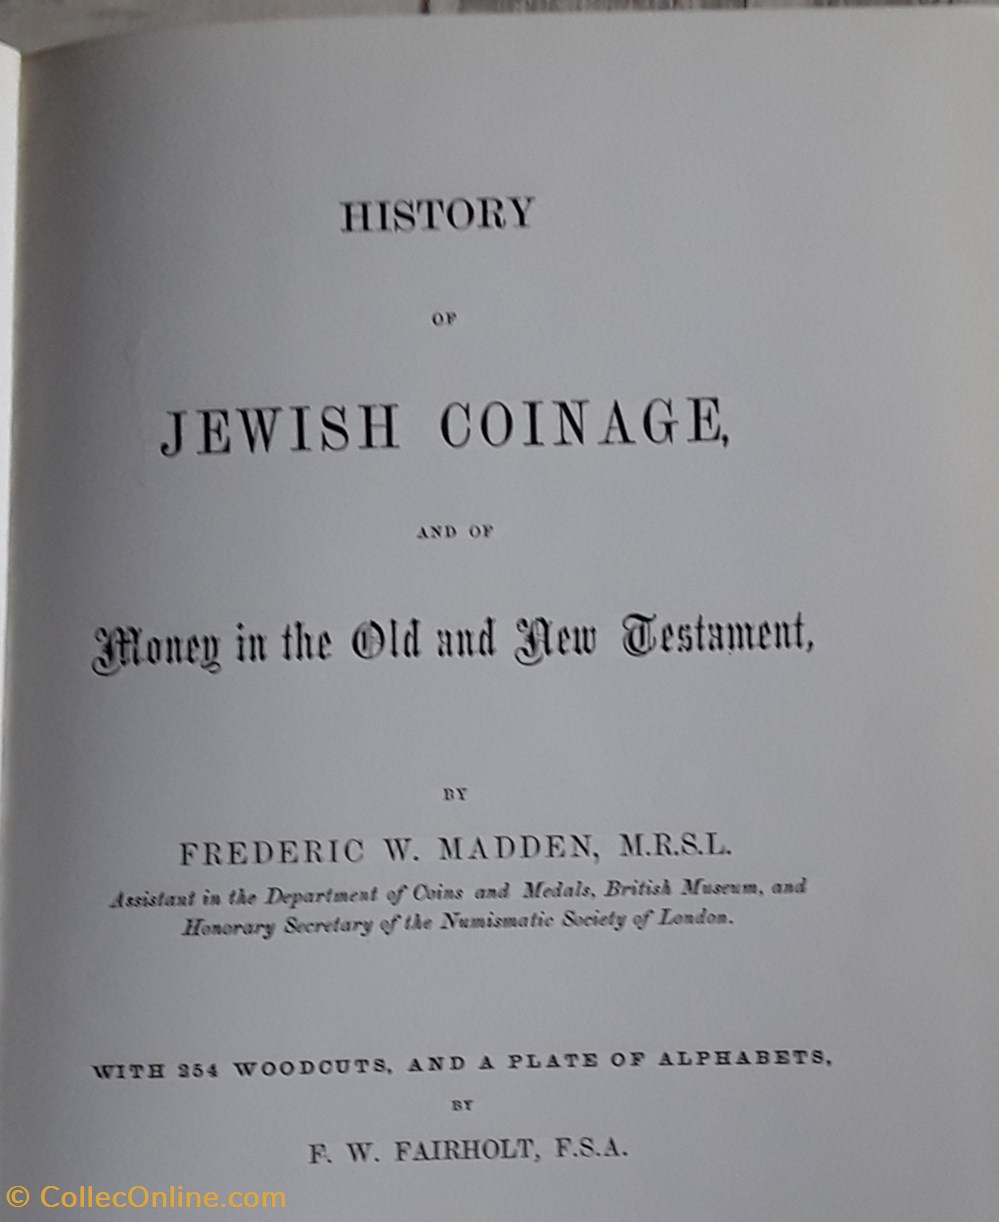 HISTORY
OF
JEWISH COINAGE,
AND OF
Money in the Old and New Testament,
BY
FREDERIC W. MADDEN, M.R.S.L.
Assistant in the Department of Coins and Medals, British Museum, and
Honorary Secretary of the Numismatic Society of London.
WITH 254 WOODCUTS, AND A PLATE OF ALPHABETS,
BY
F. W. FAIRHOLT, F.S.A.
© CollecOnline.com